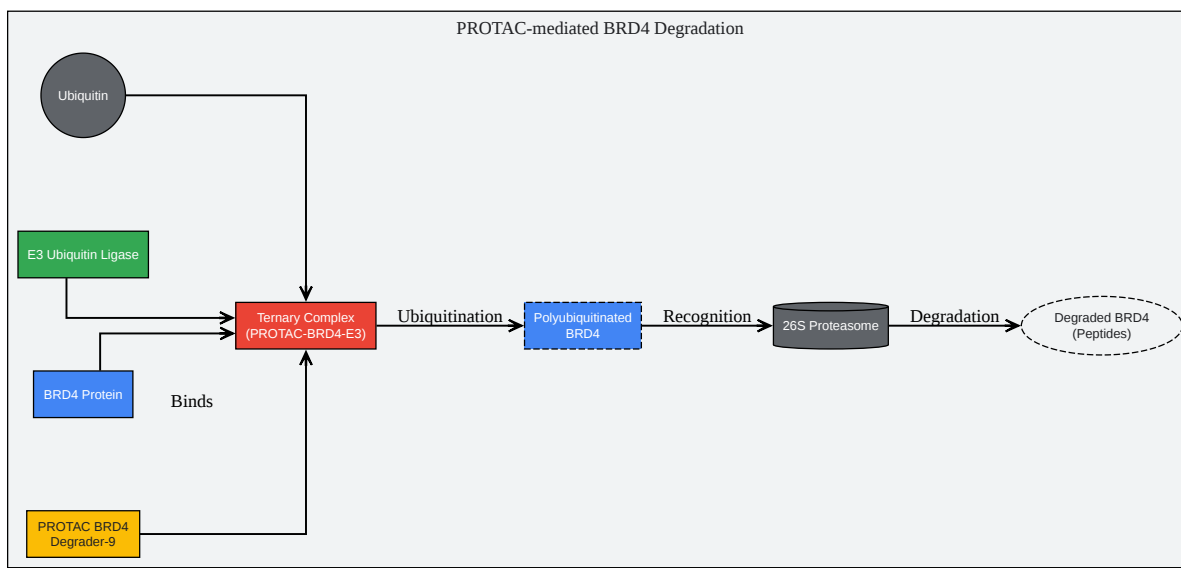 PROTAC-mediated BRD4 Degradation
Ubiquitin
E3 Ubiquitin Ligase
Ternary Complex
(PROTAC-BRD4-E3)
Ubiquitination
Polyubiquitinated
BRD4
Recognition
26S Proteasome
Degradation
Degraded BRD4
(Peptides)
BRD4 Protein
Binds
PROTAC BRD4
Degrader-9